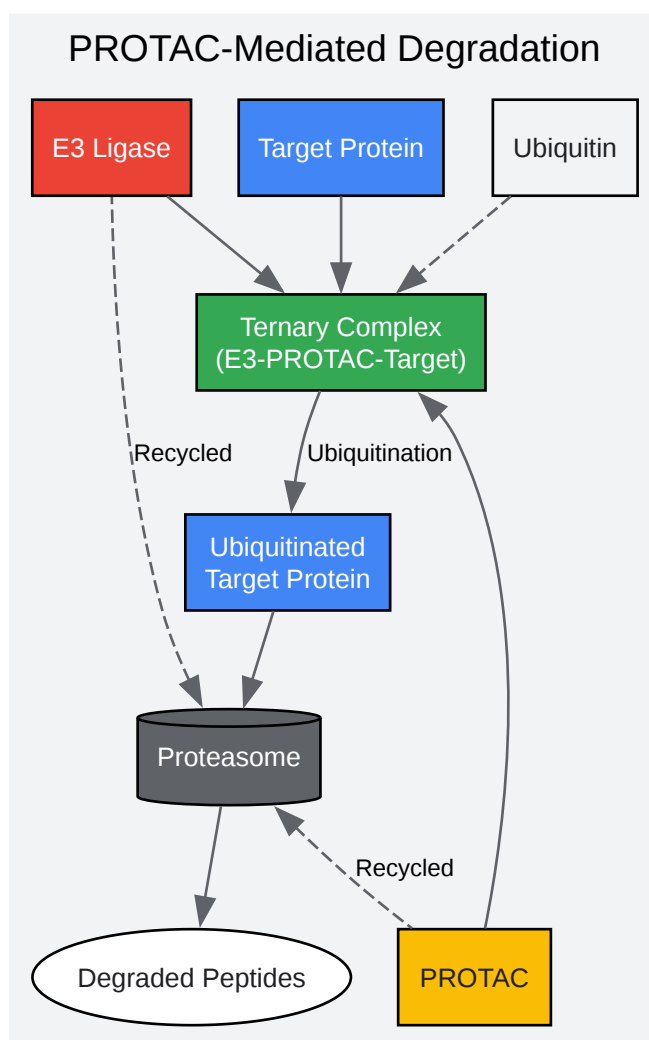 PROTAC-Mediated Degradation
E3 Ligase
Target Protein
Ubiquitin
Ternary Complex
(E3-PROTAC-Target)
Recycled
Ubiquitination
Ubiquitinated
Target Protein
Proteasome
Recycled
Degraded Peptides
PROTAC